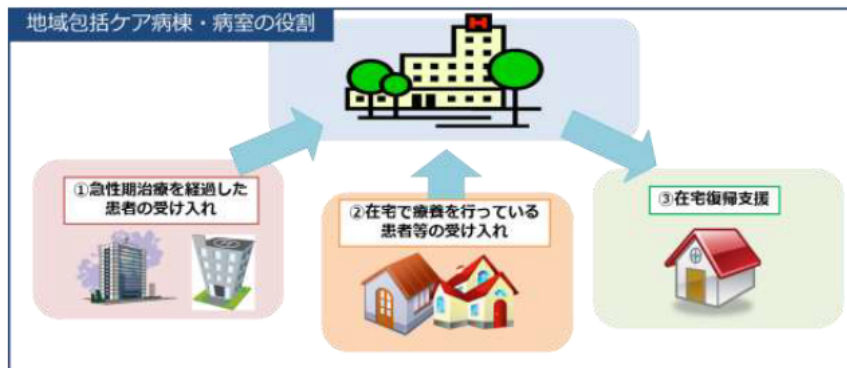 地域包括ケア病棟・病室の役割
H
①急性期治療を経過した
患者の受け入れ
②在宅で療養を行っている
患者等の受け入れ
③在宅復帰支援